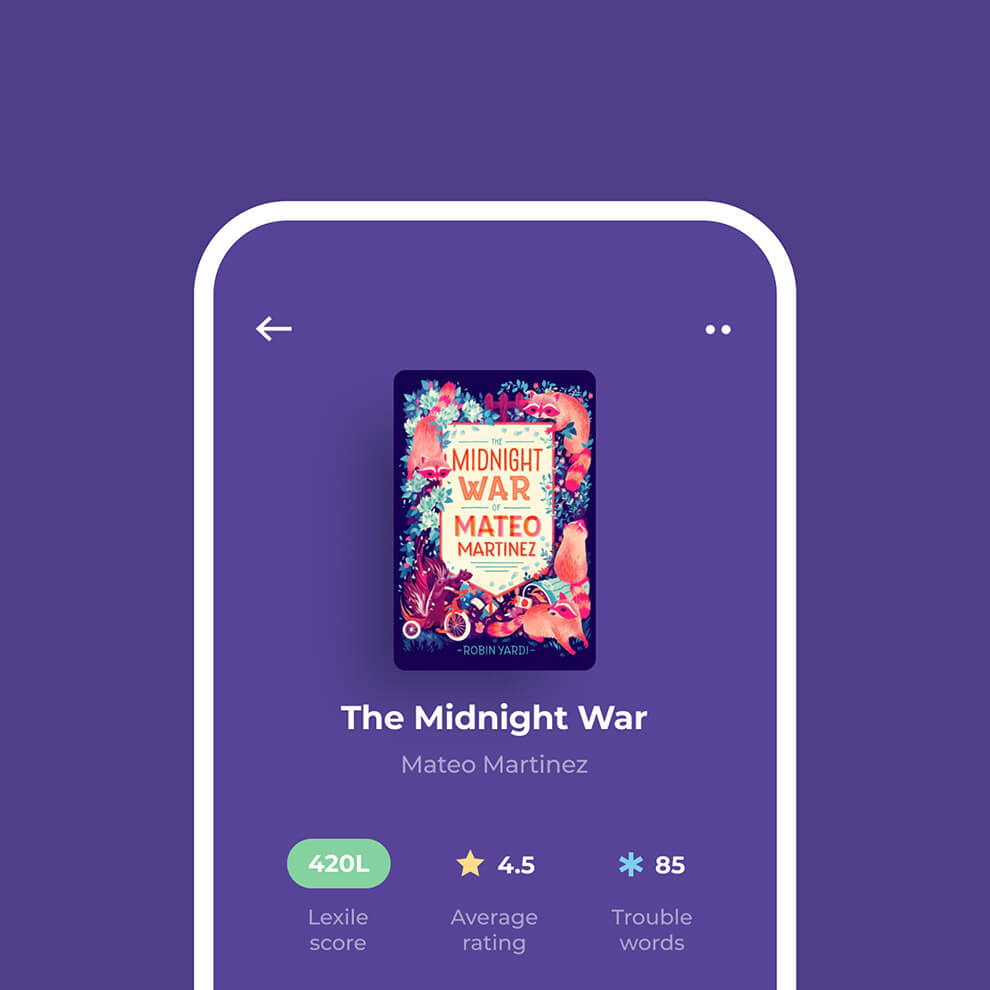 THE
MIDNIGHT
WAR
OF
MATEO
MARTINEZ
-ROBIN YARDI-
The Midnight War
Mateo Martinez
420L
4.5
85
Lexile
score
Average
rating
Trouble
words